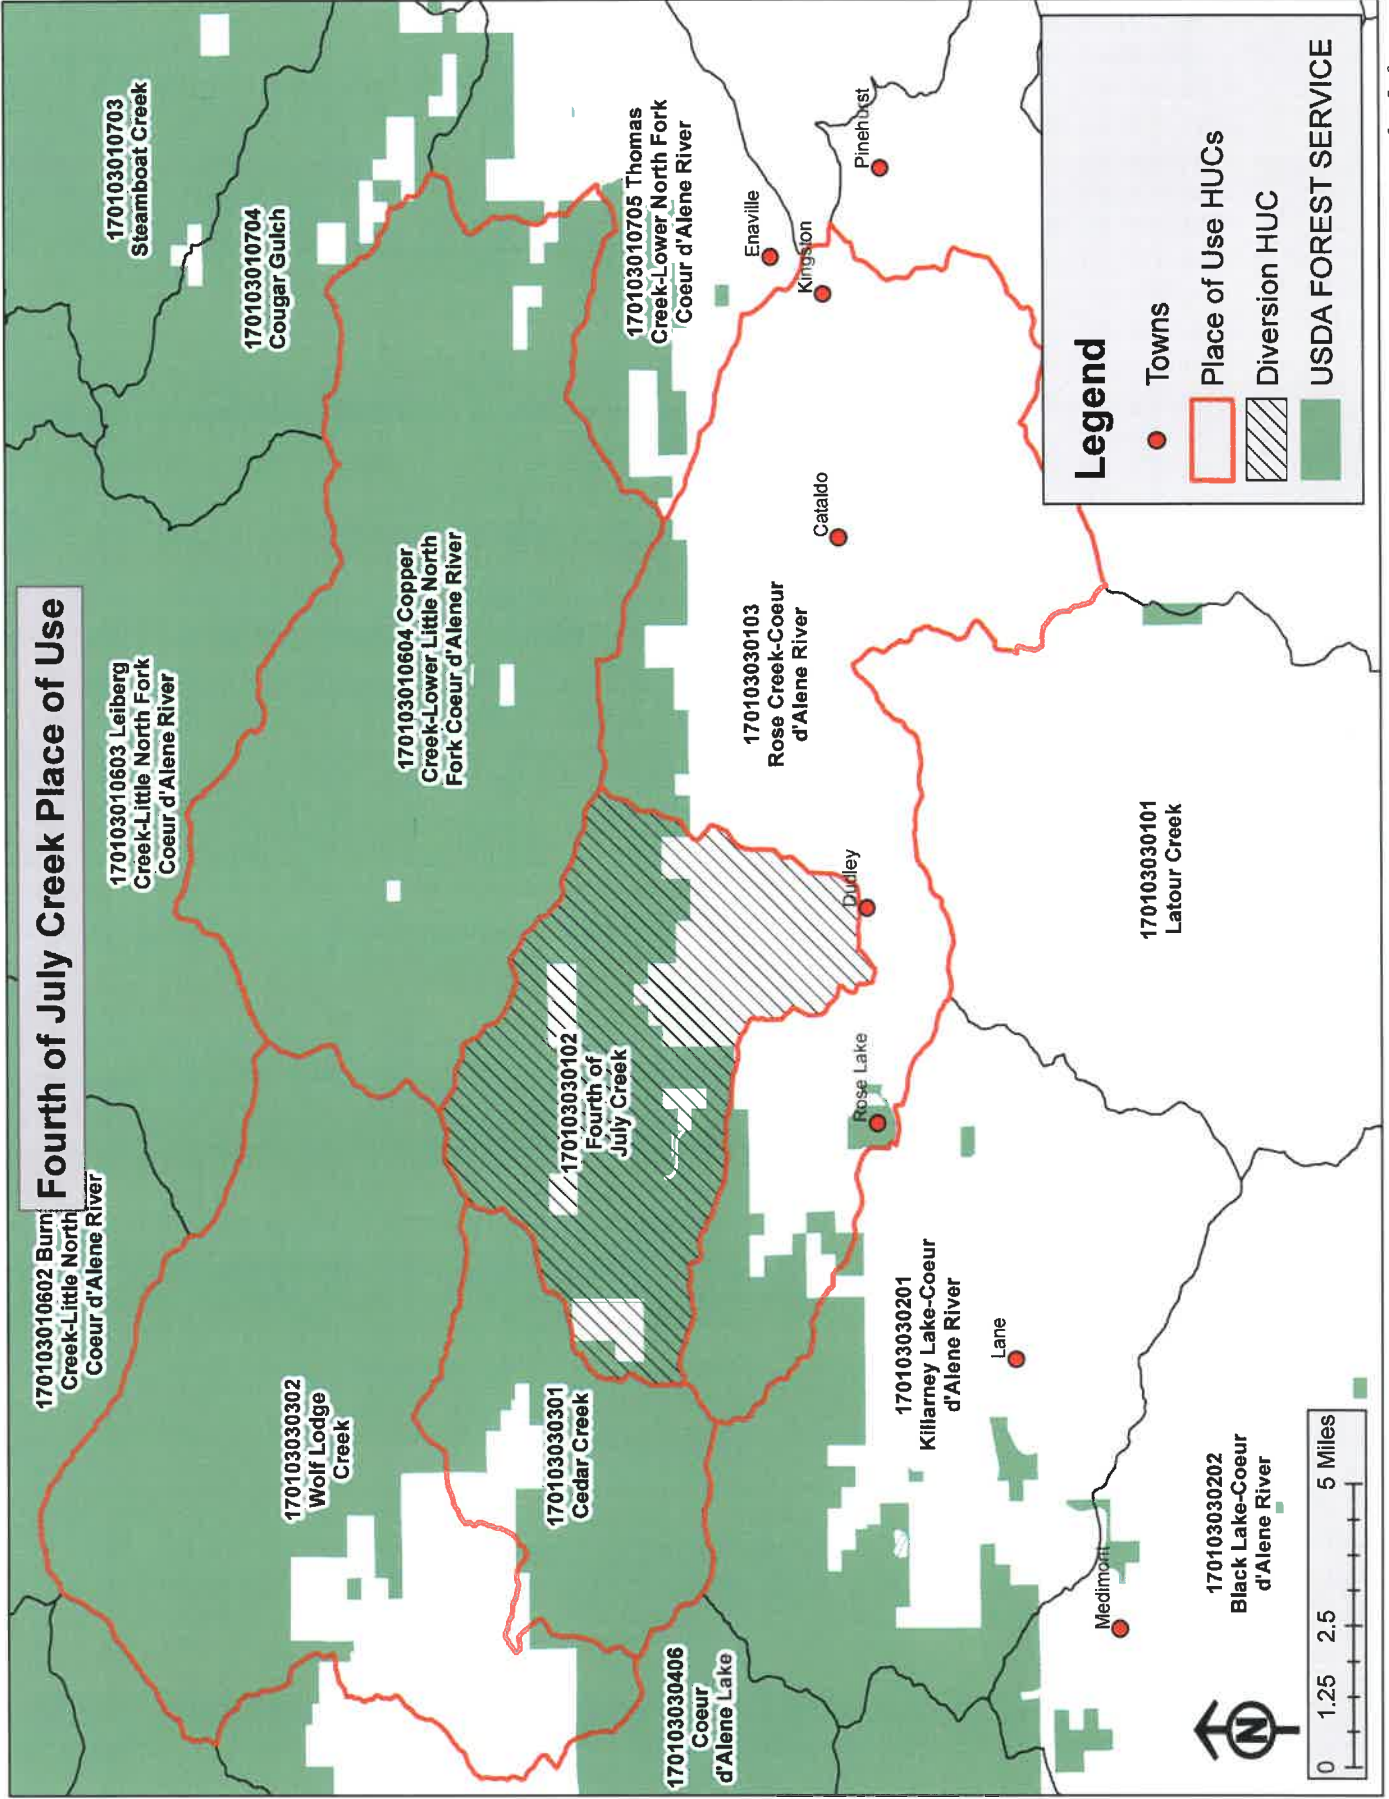 Fourth of July Creek Place of Use
170103010602 Burn
Creek-Little North
Coeur d'Alene River
170103010603 Leiberg
Creek-Little North Fork
Coeur d'Alene River
170103010703
Steamboat Creek
170103010704
Cougar Gulch
170103030302
Wolf Lodge
Creek
170103010604 Copper
Creek-Lower Little North
Fork Coeur d'Alene River
170103010705 Thomas
Creek-Lower North Fork
Coeur d'Alene River
170103030301
Cedar Creek
170103030102
Fourth of
July Creek
Enaville
Kingston
Pinehurst
170103030406
Coeur
d'Alene Lake
170103030103
Rose Creek-Coeur
d'Alene River
Cataldo
Dudley
Rose Lake
170103030201
Killarney Lake-Coeur
d'Alene River
Lane
170103030101
Latour Creek
Medimont
170103030202
Black Lake-Coeur
d'Alene River
N
0 1.25 2.5 5 Miles
Legend
Towns
Place of Use HUCs
Diversion HUC
USDA FOREST SERVICE